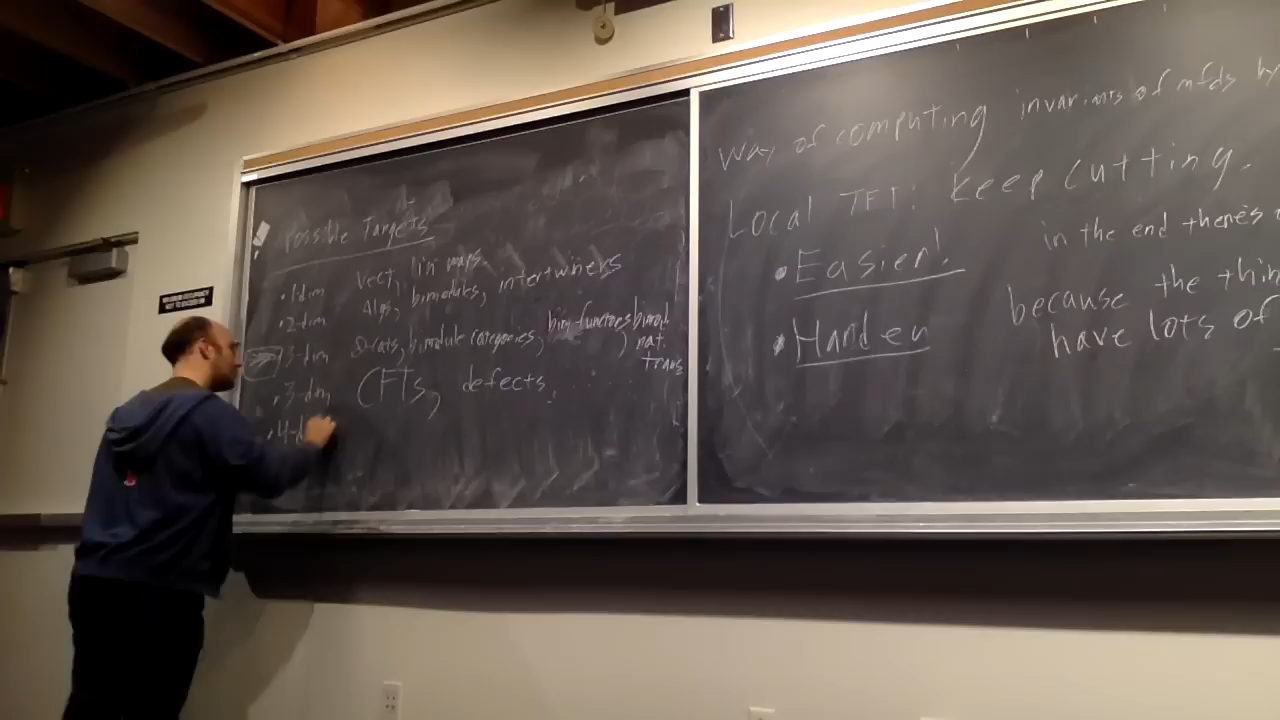 Possible Targets
• 1-dim Vect, lin maps.
• 2-dim Algs, bimodules, intertwiners
3-dim ⊗-cats, bimodule categories, bim functors, bimod. nat. trans
• 3-dim CFTs, defects, . . . .
• 4-d
Way of computing invariants of mfds by
Local TFT: Keep cutting.
in the end there's
• Easier!
because the thin
have lots of
• Harder